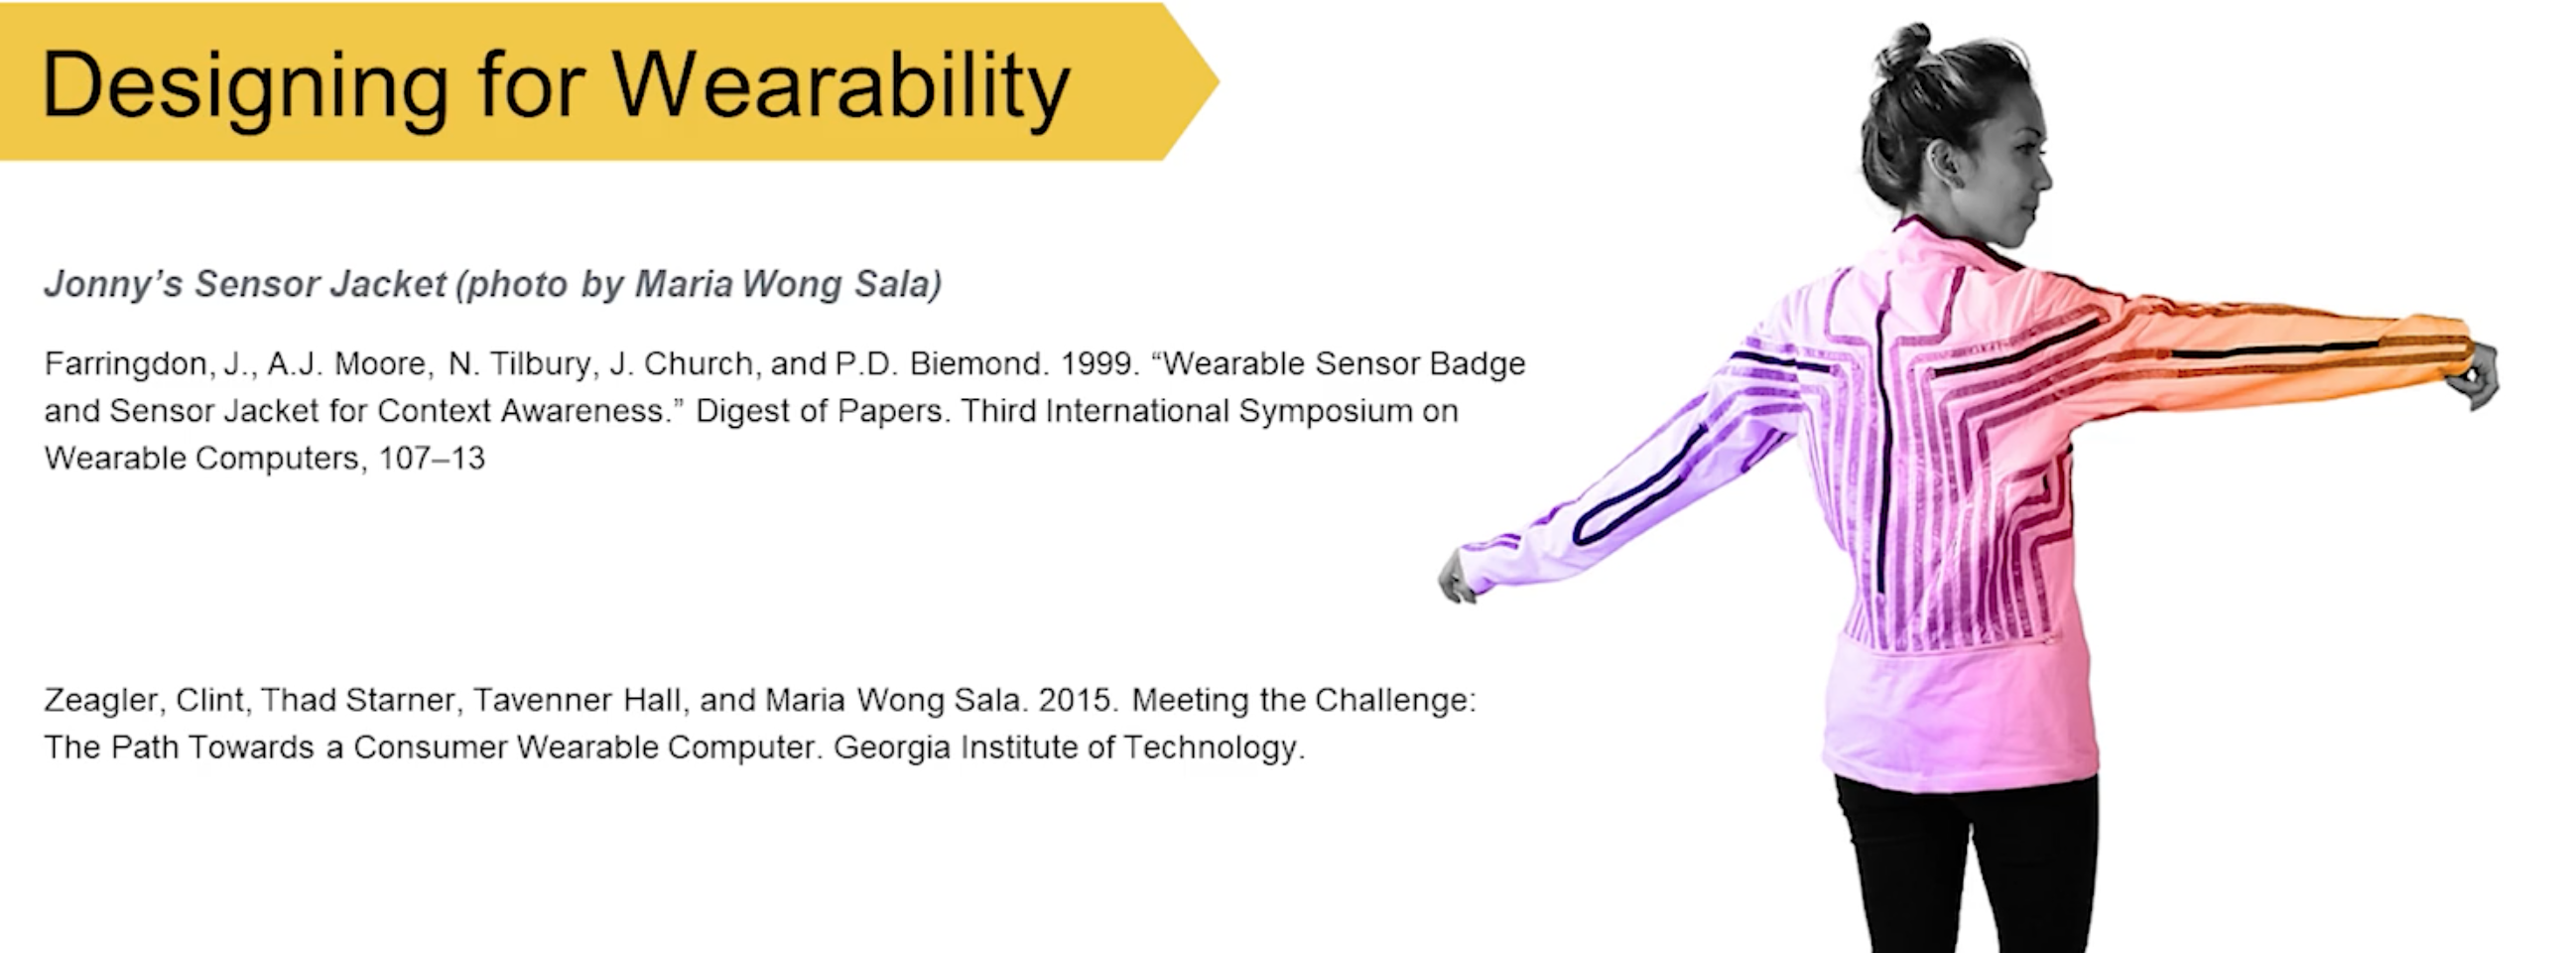 Designing for Wearability
Jonny’s Sensor Jacket (photo by Maria Wong Sala)
Farringdon, J., A.J. Moore, N. Tilbury, J. Church, and P.D. Biemond. 1999. “Wearable Sensor Badge
and Sensor Jacket for Context Awareness.” Digest of Papers. Third International Symposium on
Wearable Computers, 107–13
Zeagler, Clint, Thad Starner, Tavenner Hall, and Maria Wong Sala. 2015. Meeting the Challenge:
The Path Towards a Consumer Wearable Computer. Georgia Institute of Technology.